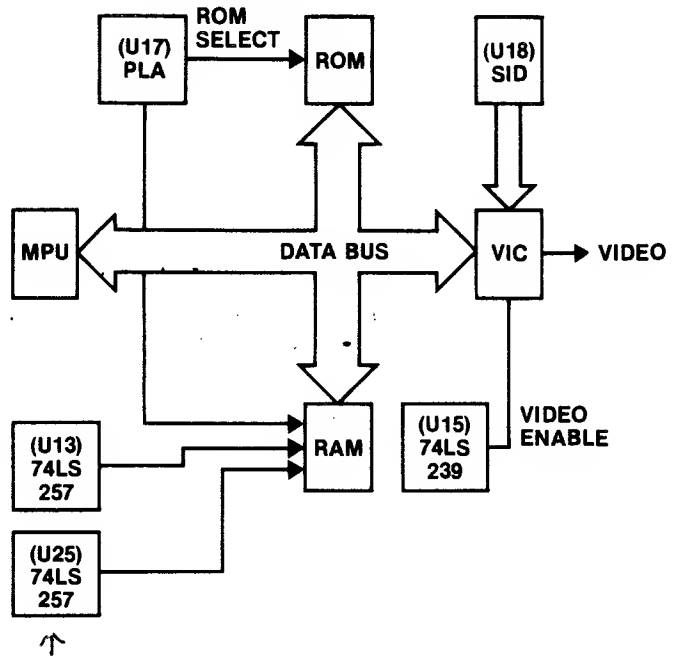 ROM
SELECT
(U17)
PLA
ROM
(U18)
SID
MPU
DATA BUS
VIC
VIDEO
(U13)
74LS
257
RAM
(U15)
74LS
239
VIDEO
ENABLE
(U25)
74LS
257